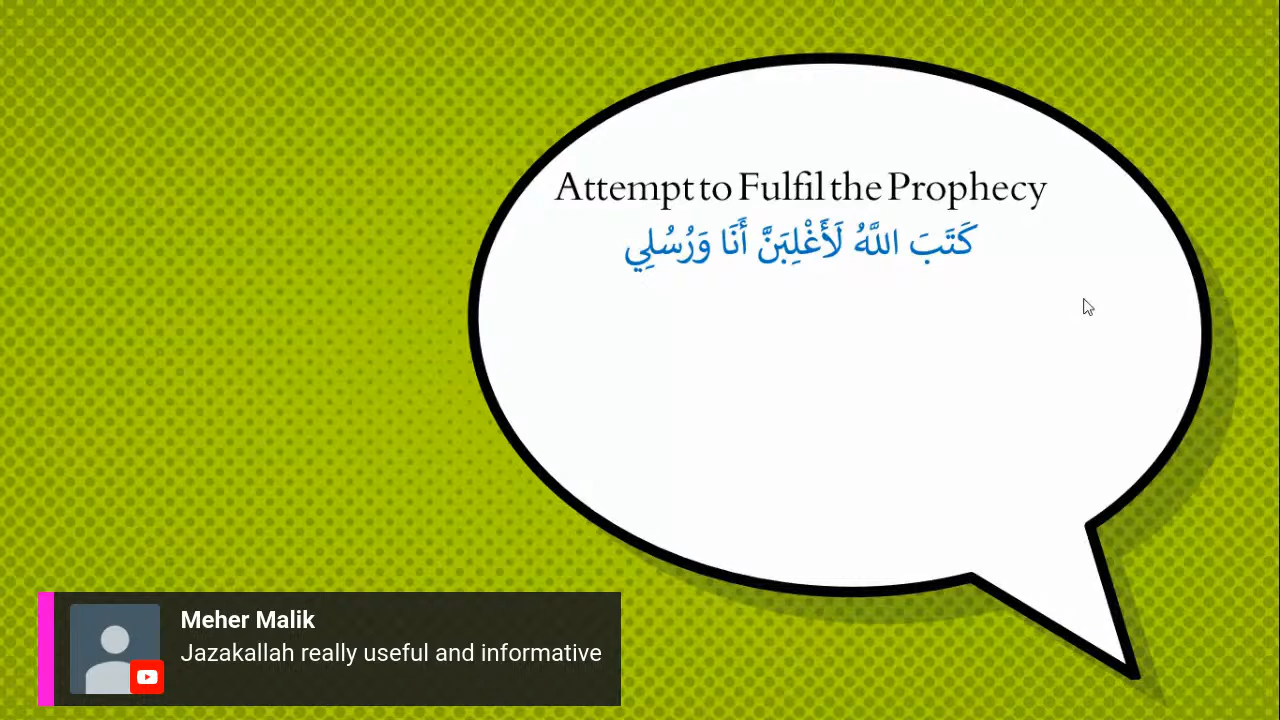 Attempt to Fulfil the Prophecy
كَتَبَ اللَّهُ لَأَغْلِبَنَّ أَنَا وَرُسُلِي
Meher Malik
Jazakallah really useful and informative